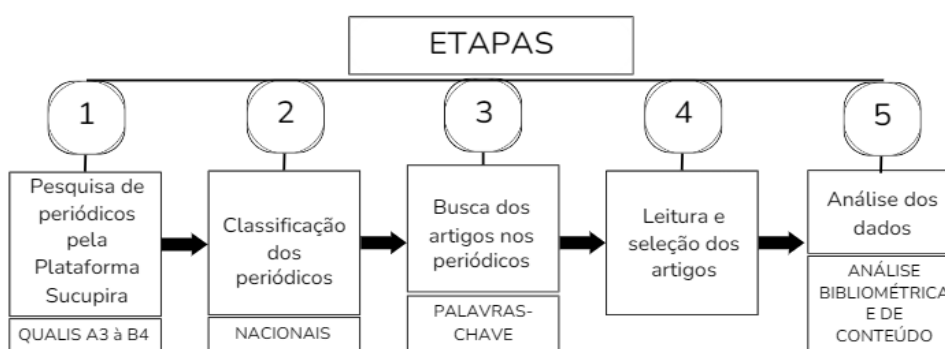 ETAPAS
1
Pesquisa de
periódicos
pela
Plataforma
Sucupira
QUALIS A3 à B4
2
Classificação
dos
periódicos
NACIONAIS
3
Busca dos
artigos nos
periódicos
PALAVRAS-
CHAVE
4
Leitura e
seleção dos
artigos
5
Análise dos
dados
ANÁLISE
BIBLIOMÉTRICA
E DE
CONTEÚDO